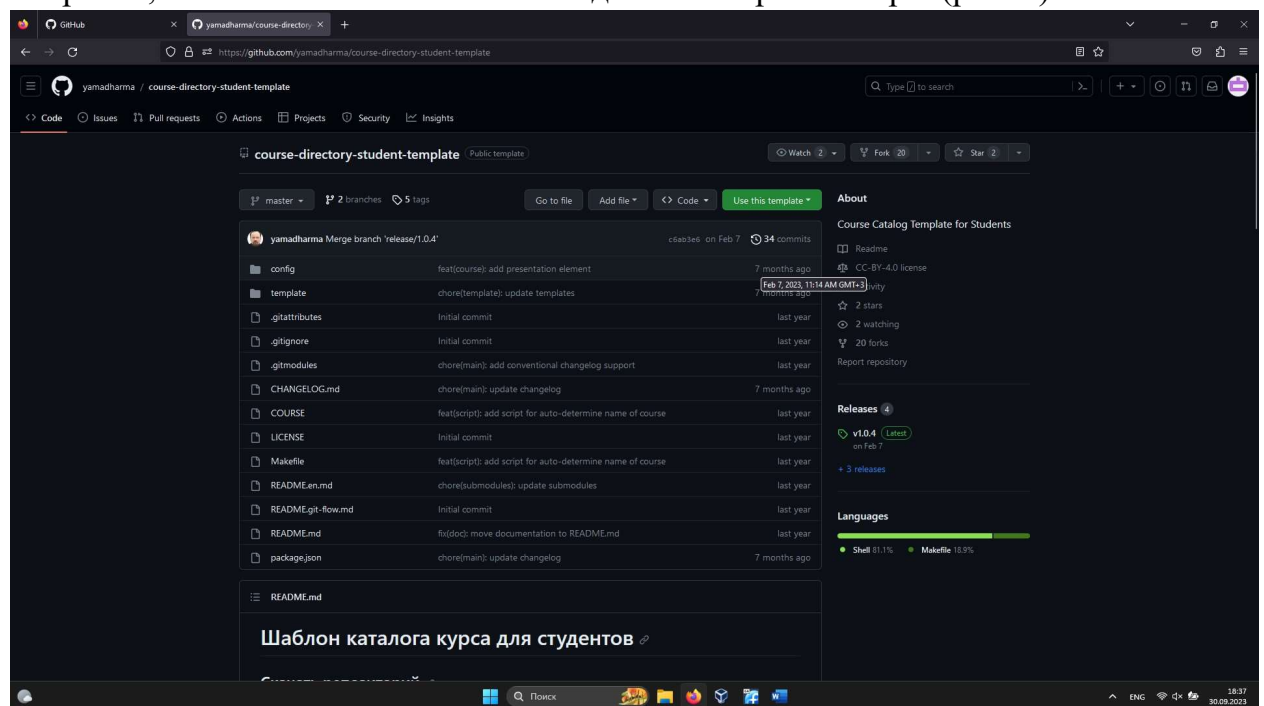 GitHub
yamadharma/course-directory
https://github.com/yamadharma/course-directory-student-template
yamadharma / course-directory-student-template
Type / to search
Code Issues Pull requests Actions Projects Security Insights
course-directory-student-template Public template
Watch 2 Fork 20 Star 2
master 2 branches 5 tags Go to file Add file Code Use this template
yamadharma Merge branch 'release/1.0.4' c6ab3e6 on Feb 7 34 commits
config feat(course): add presentation element 7 months ago
template chore(template): update templates 7 months ago
Feb 7, 2023, 11:14 AM GMT+3
.gitattributes Initial commit last year
.gitignore Initial commit last year
.gitmodules chore(main): add conventional changelog support last year
CHANGELOG.md chore(main): update changelog 7 months ago
COURSE feat(script): add script for auto-determine name of course last year
LICENSE Initial commit last year
Makefile feat(script): add script for auto-determine name of course last year
README.en.md chore(submodules): update submodules last year
README.git-flow.md Initial commit last year
README.md fix(doc): move documentation to README.md last year
package.json chore(main): update changelog 7 months ago
README.md
Шаблон каталога курса для студентов
About
Course Catalog Template for Students
Readme
CC-BY-4.0 license
2 stars
2 watching
20 forks
Report repository
Releases 4
v1.0.4 Latest
on Feb 7
+ 3 releases
Languages
Shell 81.1% Makefile 18.9%
Поиск
ENG 18:37
30.09.2023